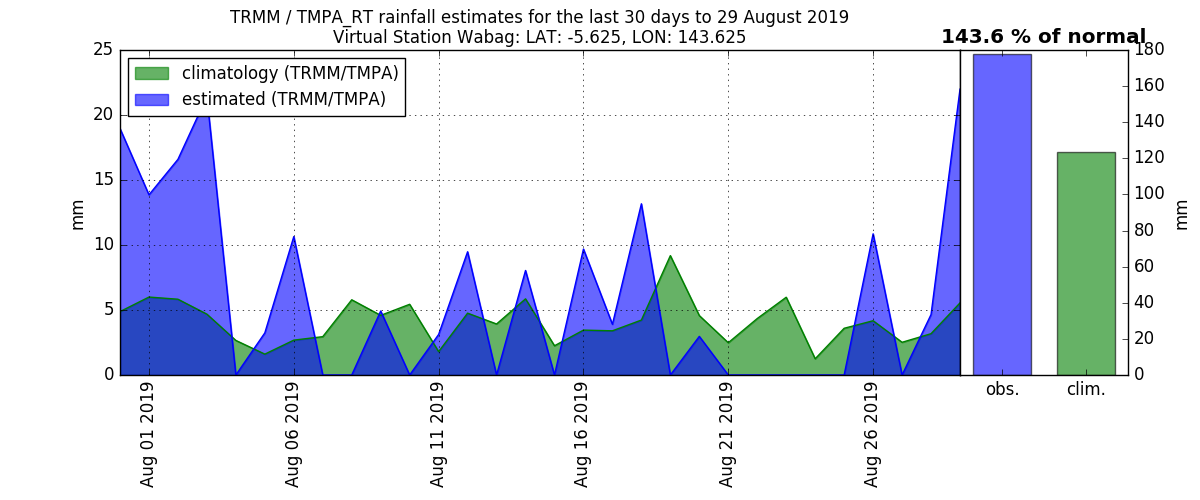 TRMM / TMPA_RT rainfall estimates for the last 30 days to 29 August 2019
Virtual Station Wabag: LAT: -5.625, LON: 143.625
143.6 % of normal
climatology (TRMM/TMPA)
estimated (TRMM/TMPA)
25
20
15
10
5
0
mm
180
160
140
120
100
80
60
40
20
0
mm
Aug 01 2019
Aug 06 2019
Aug 11 2019
Aug 16 2019
Aug 21 2019
Aug 26 2019
obs.
clim.